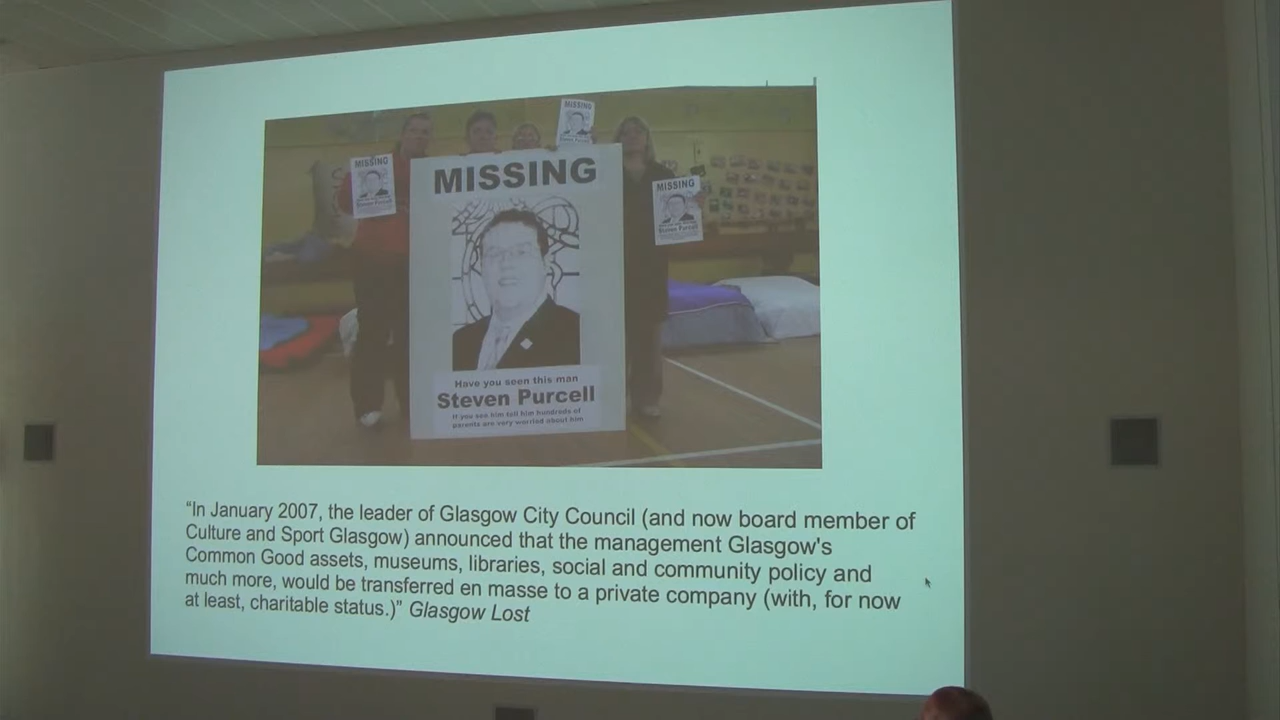 MISSING
MISSING
Steven Purcell
MISSING
MISSING
Steven Purcell
Have you seen this man
Steven Purcell
If you see him tell him hundreds of
parents are very worried about him
“In January 2007, the leader of Glasgow City Council (and now board member of
Culture and Sport Glasgow) announced that the management Glasgow's
Common Good assets, museums, libraries, social and community policy and
much more, would be transferred en masse to a private company (with, for now
at least, charitable status.)" Glasgow Lost